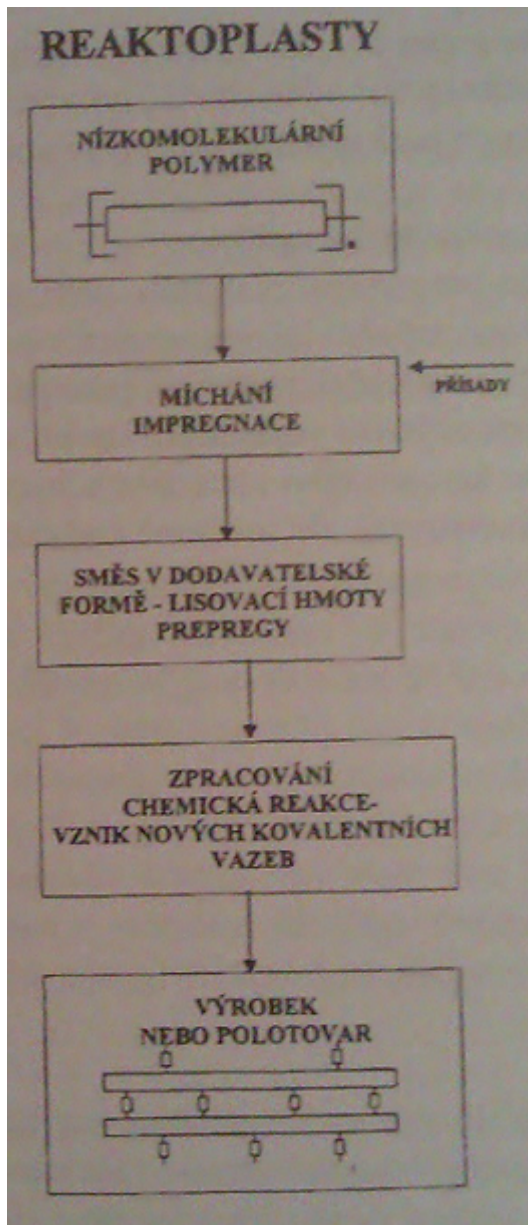 REAKTOPLASTY
NÍZKOMOLEKULÁRNÍ
POLYMER
MÍCHÁNÍ
IMPREGNACE
PŘÍSADY
SMĚS V DODAVATELSKÉ
FORMĚ - LISOVACÍ HMOTY
PREPREGY
ZPRACOVÁNÍ
CHEMICKÁ REAKCE-
VZNIK NOVÝCH KOVALENTNÍCH
VAZEB
VÝROBEK
NEBO POLOTOVAR